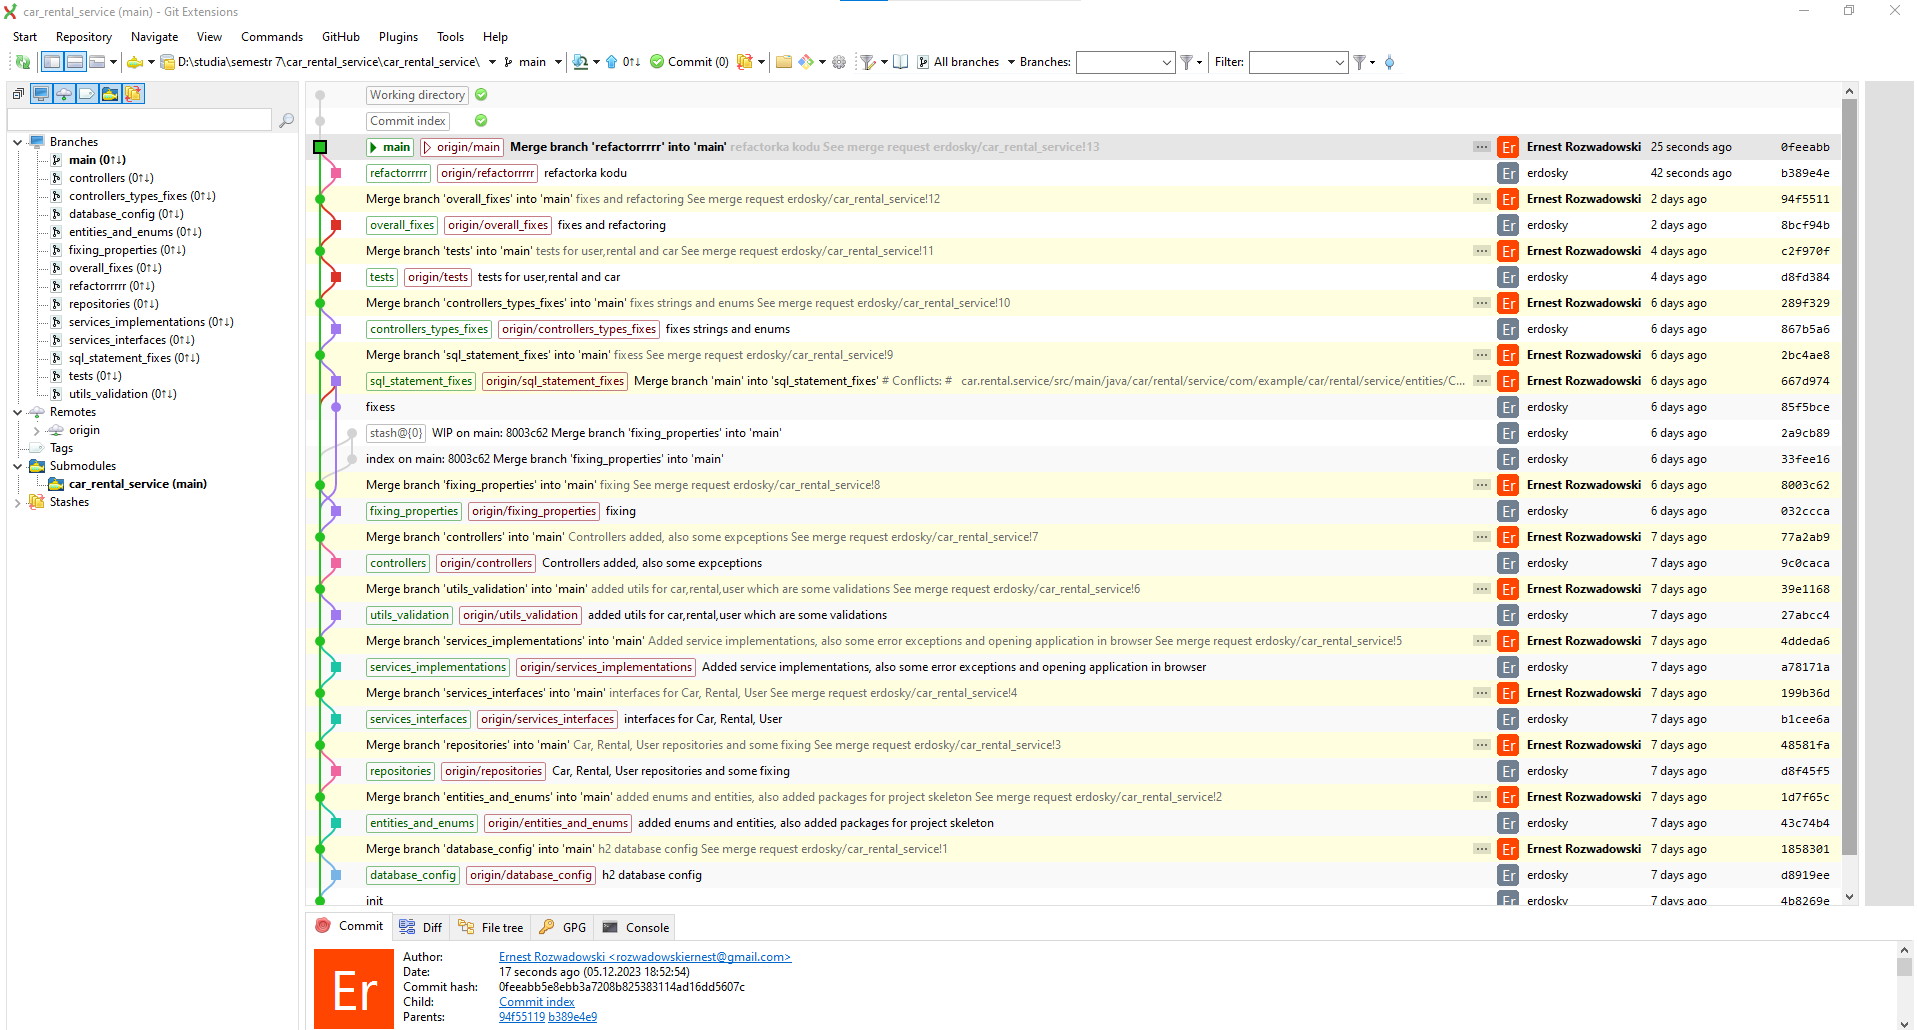 car_rental_service (main) - Git Extensions
Start Repository Navigate View Commands GitHub Plugins Tools Help
D:\studia\semestr 7\car_rental_service\car_rental_service\ main 0↑↓ Commit (0) All branches Branches: Filter:
Branches
main (0↑↓)
controllers (0↑↓)
controllers_types_fixes (0↑↓)
database_config (0↑↓)
entities_and_enums (0↑↓)
fixing_properties (0↑↓)
overall_fixes (0↑↓)
refactorrrrr (0↑↓)
repositories (0↑↓)
services_implementations (0↑↓)
services_interfaces (0↑↓)
sql_statement_fixes (0↑↓)
tests (0↑↓)
utils_validation (0↑↓)
Remotes
origin
Tags
Submodules
car_rental_service (main)
Stashes
Working directory
Commit index
main origin/main Merge branch 'refactorrrrr' into 'main' refactorka kodu See merge request erdosky/car_rental_service!13 ... Er Ernest Rozwadowski 25 seconds ago 0feeabb
refactorrrrr origin/refactorrrrr refactorka kodu Er erdosky 42 seconds ago b389e4e
Merge branch 'overall_fixes' into 'main' fixes and refactoring See merge request erdosky/car_rental_service!12 ... Er Ernest Rozwadowski 2 days ago 94f5511
overall_fixes origin/overall_fixes fixes and refactoring Er erdosky 2 days ago 8bcf94b
Merge branch 'tests' into 'main' tests for user,rental and car See merge request erdosky/car_rental_service!11 ... Er Ernest Rozwadowski 4 days ago c2f970f
tests origin/tests tests for user,rental and car Er erdosky 4 days ago d8fd384
Merge branch 'controllers_types_fixes' into 'main' fixes strings and enums See merge request erdosky/car_rental_service!10 ... Er Ernest Rozwadowski 6 days ago 289f329
controllers_types_fixes origin/controllers_types_fixes fixes strings and enums Er erdosky 6 days ago 867b5a6
Merge branch 'sql_statement_fixes' into 'main' fixess See merge request erdosky/car_rental_service!9 ... Er Ernest Rozwadowski 6 days ago 2bc4ae8
sql_statement_fixes origin/sql_statement_fixes Merge branch 'main' into 'sql_statement_fixes' # Conflicts: # car.rental.service/src/main/java/car/rental/service/com/example/car/rental/service/entities/C... ... Er Ernest Rozwadowski 6 days ago 667d974
fixess Er erdosky 6 days ago 85f5bce
stash@{0} WIP on main: 8003c62 Merge branch 'fixing_properties' into 'main' Er erdosky 6 days ago 2a9cb89
index on main: 8003c62 Merge branch 'fixing_properties' into 'main' Er erdosky 6 days ago 33fee16
Merge branch 'fixing_properties' into 'main' fixing See merge request erdosky/car_rental_service!8 ... Er Ernest Rozwadowski 6 days ago 8003c62
fixing_properties origin/fixing_properties fixing Er erdosky 6 days ago 032ccca
Merge branch 'controllers' into 'main' Controllers added, also some expceptions See merge request erdosky/car_rental_service!7 ... Er Ernest Rozwadowski 7 days ago 77a2ab9
controllers origin/controllers Controllers added, also some expceptions Er erdosky 7 days ago 9c0caca
Merge branch 'utils_validation' into 'main' added utils for car,rental,user which are some validations See merge request erdosky/car_rental_service!6 ... Er Ernest Rozwadowski 7 days ago 39e1168
utils_validation origin/utils_validation added utils for car,rental,user which are some validations Er erdosky 7 days ago 27abcc4
Merge branch 'services_implementations' into 'main' Added service implementations, also some error exceptions and opening application in browser See merge request erdosky/car_rental_service!5 ... Er Ernest Rozwadowski 7 days ago 4ddeda6
services_implementations origin/services_implementations Added service implementations, also some error exceptions and opening application in browser Er erdosky 7 days ago a78171a
Merge branch 'services_interfaces' into 'main' interfaces for Car, Rental, User See merge request erdosky/car_rental_service!4 ... Er Ernest Rozwadowski 7 days ago 199b36d
services_interfaces origin/services_interfaces interfaces for Car, Rental, User Er erdosky 7 days ago b1cee6a
Merge branch 'repositories' into 'main' Car, Rental, User repositories and some fixing See merge request erdosky/car_rental_service!3 ... Er Ernest Rozwadowski 7 days ago 48581fa
repositories origin/repositories Car, Rental, User repositories and some fixing Er erdosky 7 days ago d8f45f5
Merge branch 'entities_and_enums' into 'main' added enums and entities, also added packages for project skeleton See merge request erdosky/car_rental_service!2 ... Er Ernest Rozwadowski 7 days ago 1d7f65c
entities_and_enums origin/entities_and_enums added enums and entities, also added packages for project skeleton Er erdosky 7 days ago 43c74b4
Merge branch 'database_config' into 'main' h2 database config See merge request erdosky/car_rental_service!1 ... Er Ernest Rozwadowski 7 days ago 1858301
database_config origin/database_config h2 database config Er erdosky 7 days ago d8919ee
init Er erdosky 7 days ago 4b8269e
Commit Diff File tree GPG Console
Er
Author: Ernest Rozwadowski <rozwadowskiernest@gmail.com>
Date: 17 seconds ago (05.12.2023 18:52:54)
Commit hash: 0feeabb5e8ebb3a7208b825383114ad16dd5607c
Child: Commit index
Parents: 94f55119 b389e4e9